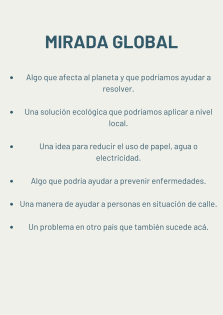 MIRADA GLOBAL
• Algo que afecta al planeta y que podríamos ayudar a
resolver.
• Una solución ecológica que podríamos aplicar a nivel
local.
• Una idea para reducir el uso de papel, agua o
electricidad.
• Algo que podría ayudar a prevenir enfermedades.
• Una manera de ayudar a personas en situación de calle.
• Un problema en otro país que también sucede acá.